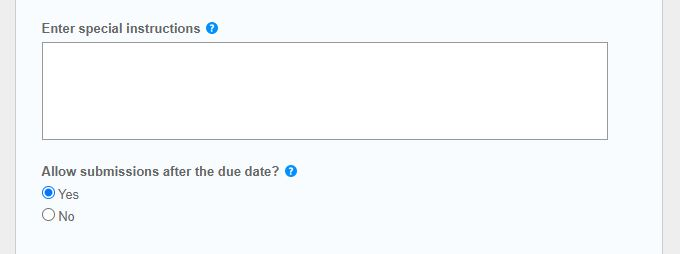 Enter special instructions ?
Allow submissions after the due date? ?
Yes
No